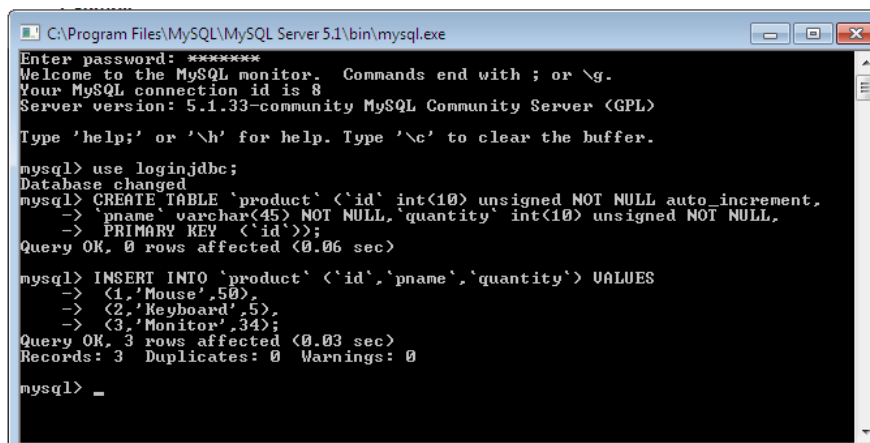 C:\Program Files\MySQL\MySQL Server 5.1\bin\mysql.exe
Enter password: *******
Welcome to the MySQL monitor.  Commands end with ; or \g.
Your MySQL connection id is 8
Server version: 5.1.33-community MySQL Community Server (GPL)
Type 'help;' or '\h' for help. Type '\c' to clear the buffer.
mysql> use loginjdbc;
Database changed
mysql> CREATE TABLE `product` (`id` int(10) unsigned NOT NULL auto_increment,
    -> `pname` varchar(45) NOT NULL,`quantity` int(10) unsigned NOT NULL,
    ->  PRIMARY KEY  (`id`));
Query OK, 0 rows affected (0.06 sec)
mysql> INSERT INTO `product` (`id`,`pname`,`quantity`) VALUES
    ->  (1,'Mouse',50),
    ->  (2,'Keyboard',5),
    ->  (3,'Monitor',34);
Query OK, 3 rows affected (0.03 sec)
Records: 3  Duplicates: 0  Warnings: 0
mysql> _